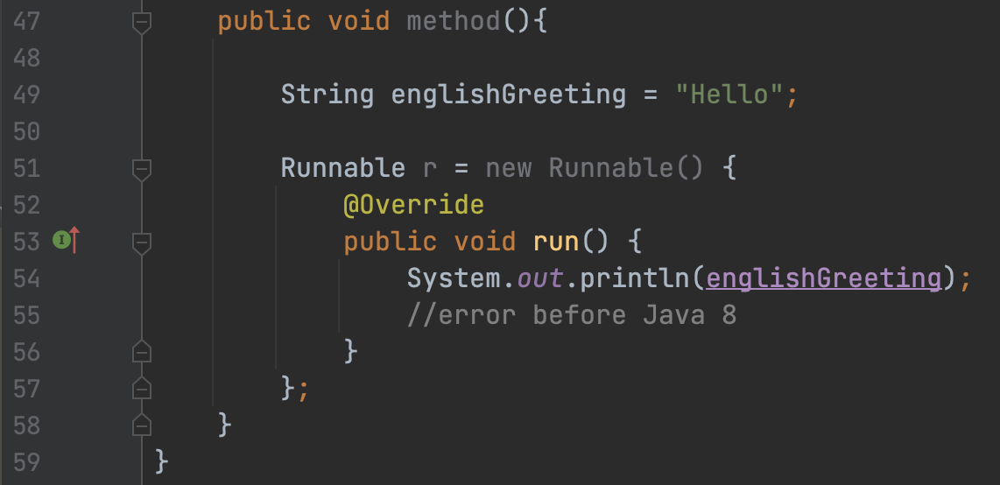 47 public void method(){
48
49 String englishGreeting = "Hello";
50
51 Runnable r = new Runnable() {
52 @Override
53 I public void run() {
54 System.out.println(englishGreeting);
55 //error before Java 8
56 }
57 };
58 }
59 }